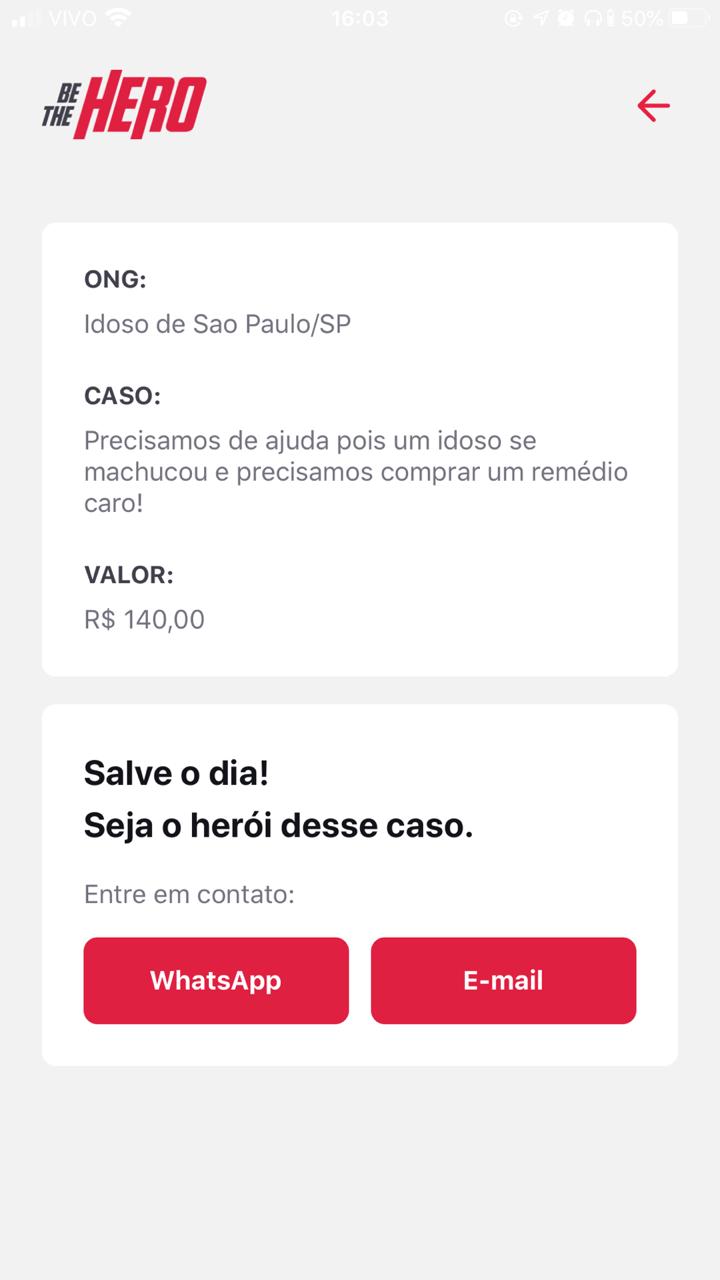 VIVO 16:03 50%
BE
THE HERO
ONG:
Idoso de Sao Paulo/SP
CASO:
Precisamos de ajuda pois um idoso se
machucou e precisamos comprar um remédio
caro!
VALOR:
R$ 140,00
Salve o dia!
Seja o herói desse caso.
Entre em contato:
WhatsApp E-mail